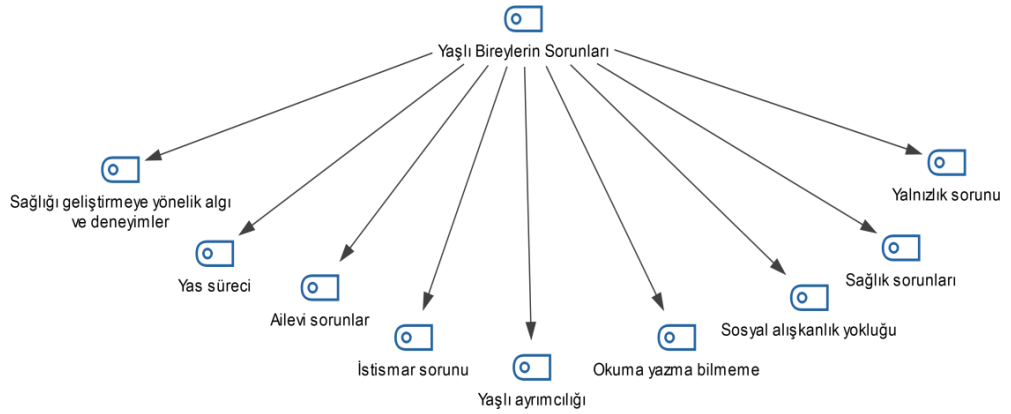 Yaşlı Bireylerin Sorunları
Sağlığı geliştirmeye yönelik algı
ve deneyimler
Yas süreci
Ailevi sorunlar
İstismar sorunu
Yaşlı ayrımcılığı
Okuma yazma bilmeme
Sosyal alışkanlık yokluğu
Sağlık sorunları
Yalnızlık sorunu